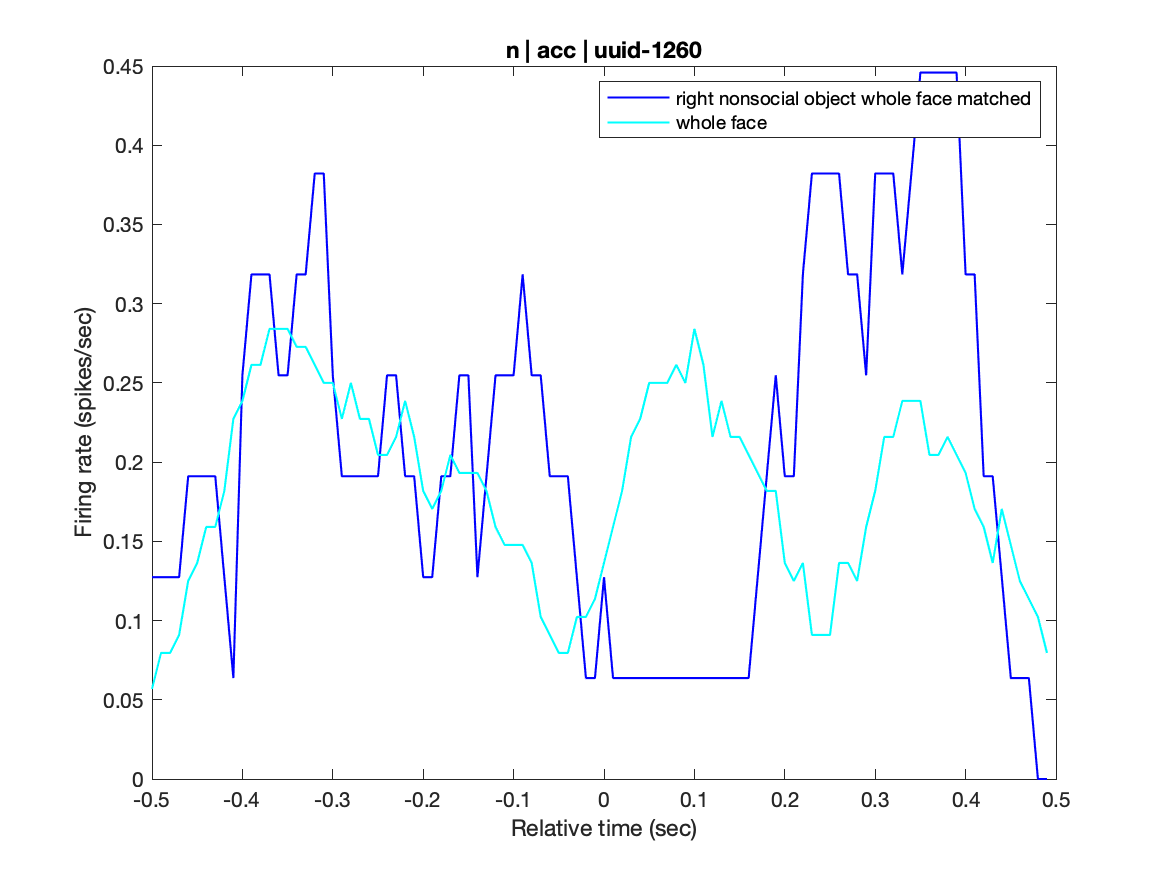 n | acc | uuid-1260
right nonsocial object whole face matched
whole face
Firing rate (spikes/sec)
0.45
0.4
0.35
0.3
0.25
0.2
0.15
0.1
0.05
0
-0.5 -0.4 -0.3 -0.2 -0.1 0 0.1 0.2 0.3 0.4 0.5
Relative time (sec)